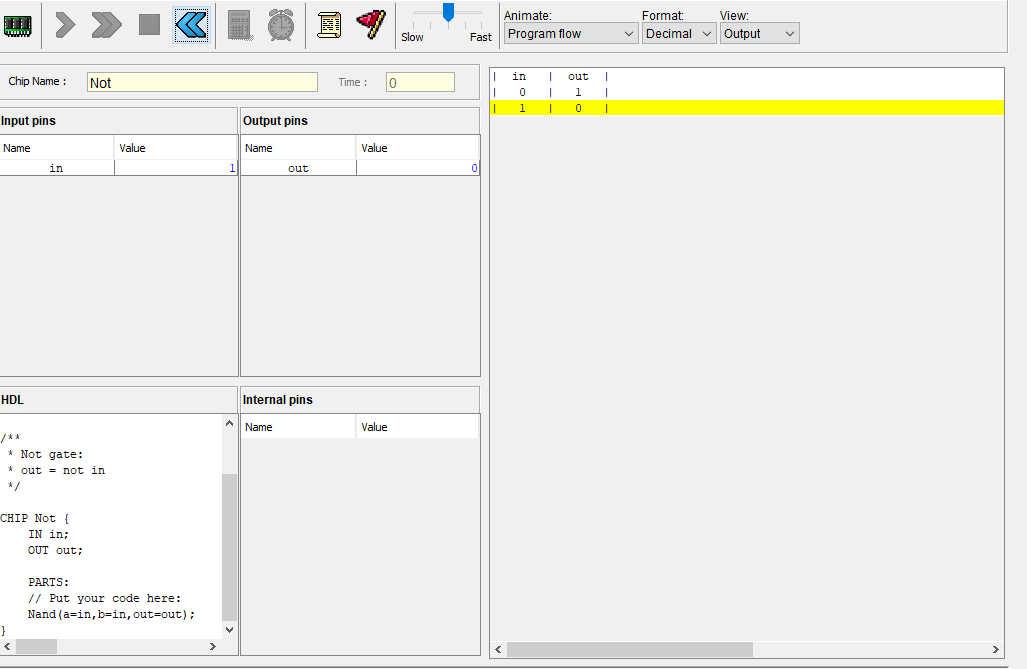 Slow Fast
Animate: Format: View:
Program flow Decimal Output
Chip Name : Not Time : 0
Input pins
Name Value
in 1
Output pins
Name Value
out 0
HDL
/**
* Not gate:
* out = not in
*/
CHIP Not {
IN in;
OUT out;
PARTS:
// Put your code here:
Nand(a=in,b=in,out=out);
}
Internal pins
Name Value
| in | out |
| 0 | 1 |
| 1 | 0 |